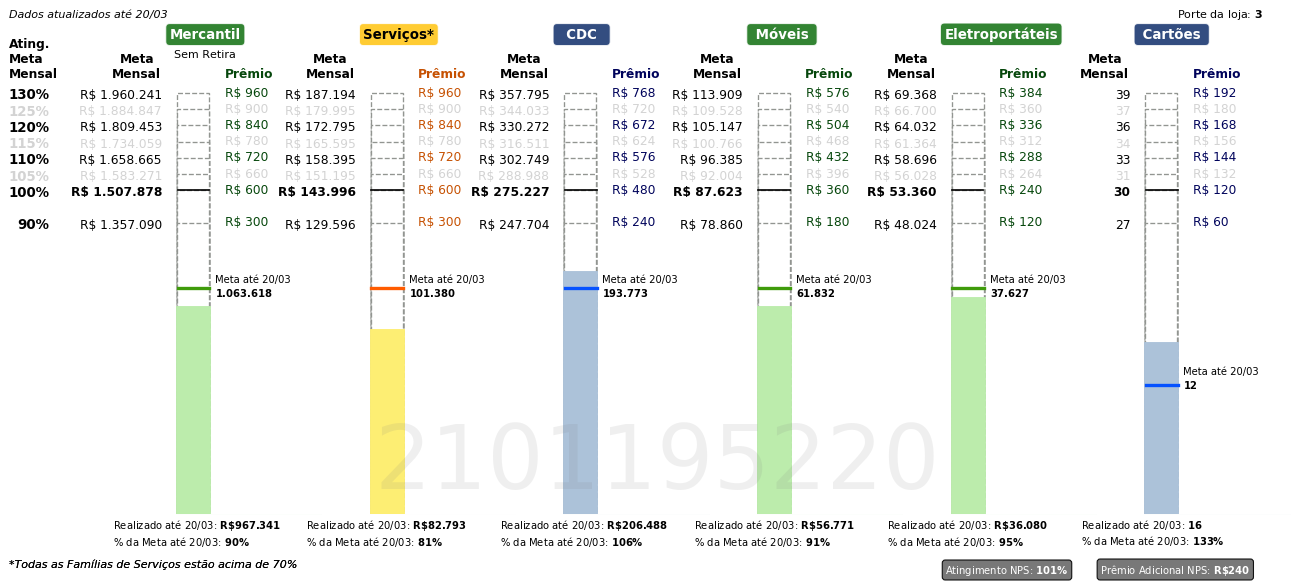 Dados atualizados até 20/03
Porte da loja: 3
Mercantil Serviços* CDC Móveis Eletroportáteis Cartões
Sem Retira
Ating. Meta Mensal
Meta Mensal Prêmio Meta Mensal Prêmio Meta Mensal Prêmio Meta Mensal Prêmio Meta Mensal Prêmio Meta Mensal Prêmio
130% R$ 1.960.241 R$ 960 R$ 187.194 R$ 960 R$ 357.795 R$ 768 R$ 113.909 R$ 576 R$ 69.368 R$ 384 39 R$ 192
125% R$ 1.884.847 R$ 900 R$ 179.995 R$ 900 R$ 344.033 R$ 720 R$ 109.528 R$ 540 R$ 66.700 R$ 360 37 R$ 180
120% R$ 1.809.453 R$ 840 R$ 172.795 R$ 840 R$ 330.272 R$ 672 R$ 105.147 R$ 504 R$ 64.032 R$ 336 36 R$ 168
115% R$ 1.734.059 R$ 780 R$ 165.595 R$ 780 R$ 316.511 R$ 624 R$ 100.766 R$ 468 R$ 61.364 R$ 312 34 R$ 156
110% R$ 1.658.665 R$ 720 R$ 158.395 R$ 720 R$ 302.749 R$ 576 R$ 96.385 R$ 432 R$ 58.696 R$ 288 33 R$ 144
105% R$ 1.583.271 R$ 660 R$ 151.195 R$ 660 R$ 288.988 R$ 528 R$ 92.004 R$ 396 R$ 56.028 R$ 264 31 R$ 132
100% R$ 1.507.878 R$ 600 R$ 143.996 R$ 600 R$ 275.227 R$ 480 R$ 87.623 R$ 360 R$ 53.360 R$ 240 30 R$ 120
90% R$ 1.357.090 R$ 300 R$ 129.596 R$ 300 R$ 247.704 R$ 240 R$ 78.860 R$ 180 R$ 48.024 R$ 120 27 R$ 60
Meta até 20/03 Meta até 20/03 Meta até 20/03 Meta até 20/03 Meta até 20/03
1.063.618 101.380 193.773 61.832 37.627
Meta até 20/03
12
2101195220
Realizado até 20/03: R$967.341 Realizado até 20/03: R$82.793 Realizado até 20/03: R$206.488 Realizado até 20/03: R$56.771 Realizado até 20/03: R$36.080 Realizado até 20/03: 16
% da Meta até 20/03: 90% % da Meta até 20/03: 81% % da Meta até 20/03: 106% % da Meta até 20/03: 91% % da Meta até 20/03: 95% % da Meta até 20/03: 133%
*Todas as Famílias de Serviços estão acima de 70%
Atingimento NPS: 101% Prêmio Adicional NPS: R$240